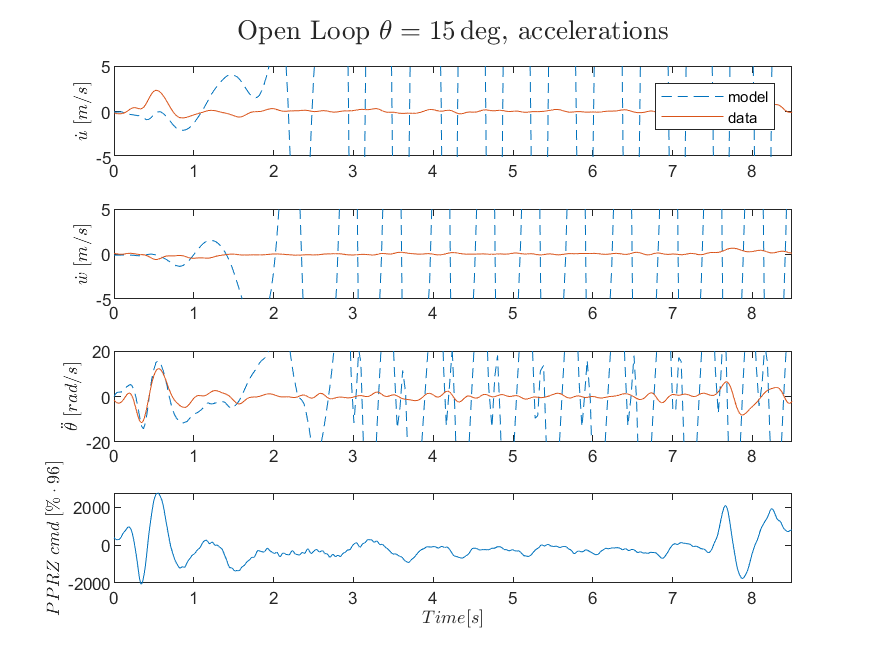 Open Loop θ = 15 deg, accelerations
5
0
-5
u̇ [m/s]
model
data
0 1 2 3 4 5 6 7 8
5
0
-5
ẇ [m/s]
0 1 2 3 4 5 6 7 8
20
0
-20
θ̈ [rad/s]
0 1 2 3 4 5 6 7 8
2000
0
-2000
PPRZ cmd [% · 96]
0 1 2 3 4 5 6 7 8
Time[s]